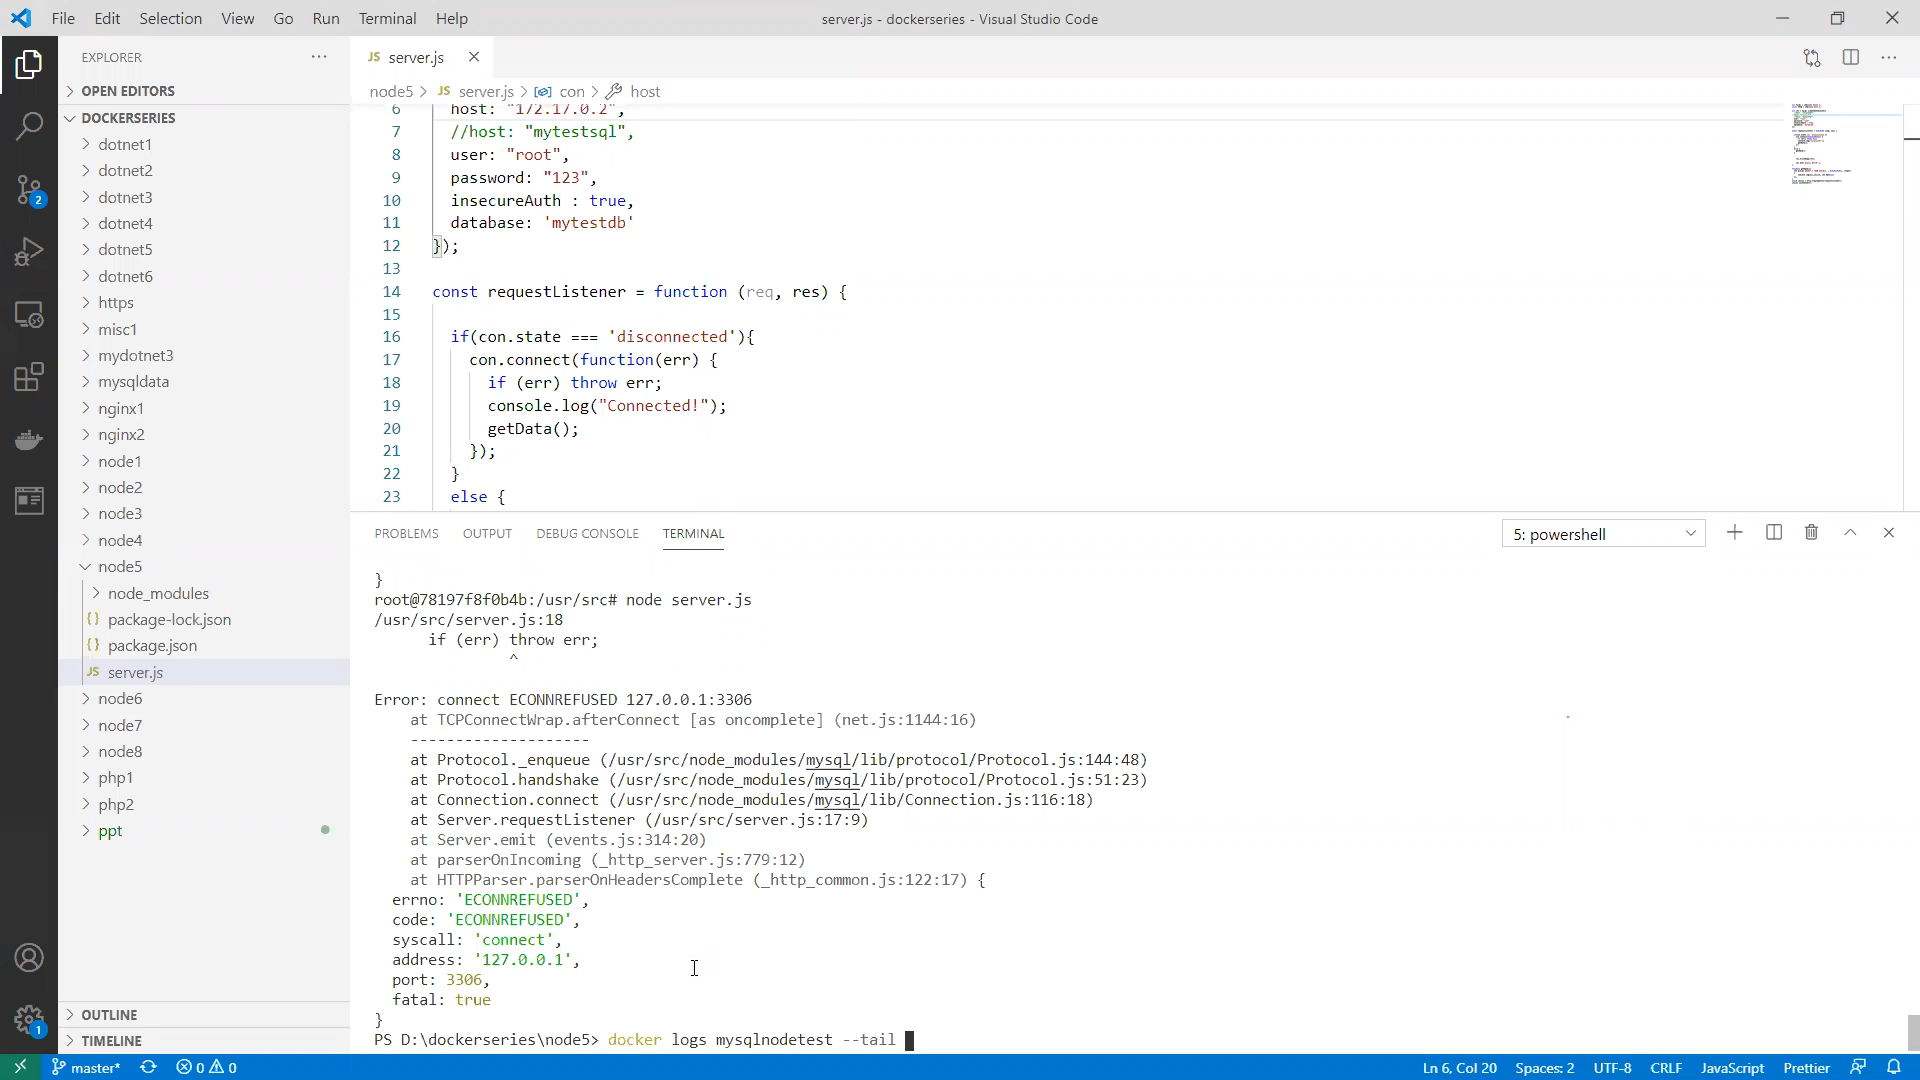 File Edit Selection View Go Run Terminal Help
server.js - dockerseries - Visual Studio Code
EXPLORER
OPEN EDITORS
DOCKERSERIES
dotnet1
dotnet2
dotnet3
dotnet4
dotnet5
dotnet6
https
misc1
mydotnet3
mysqldata
nginx1
nginx2
node1
node2
node3
node4
node5
node_modules
{} package-lock.json
{} package.json
JS server.js
node6
node7
node8
php1
php2
ppt
OUTLINE
TIMELINE
2
1
JS server.js
node5 > JS server.js > con > host
6 host: "172.17.0.2",
7 //host: "mytestsql",
8 user: "root",
9 password: "123",
10 insecureAuth : true,
11 database: 'mytestdb'
12 });
13
14 const requestListener = function (req, res) {
15
16 if(con.state === 'disconnected'){
17 con.connect(function(err) {
18 if (err) throw err;
19 console.log("Connected!");
20 getData();
21 });
22 }
23 else {
PROBLEMS OUTPUT DEBUG CONSOLE TERMINAL
5: powershell
}
root@78197f8f0b4b:/usr/src# node server.js
/usr/src/server.js:18
if (err) throw err;
^
Error: connect ECONNREFUSED 127.0.0.1:3306
at TCPConnectWrap.afterConnect [as oncomplete] (net.js:1144:16)
--------------------
at Protocol._enqueue (/usr/src/node_modules/mysql/lib/protocol/Protocol.js:144:48)
at Protocol.handshake (/usr/src/node_modules/mysql/lib/protocol/Protocol.js:51:23)
at Connection.connect (/usr/src/node_modules/mysql/lib/Connection.js:116:18)
at Server.requestListener (/usr/src/server.js:17:9)
at Server.emit (events.js:314:20)
at parserOnIncoming (_http_server.js:779:12)
at HTTPParser.parserOnHeadersComplete (_http_common.js:122:17) {
errno: 'ECONNREFUSED',
code: 'ECONNREFUSED',
syscall: 'connect',
address: '127.0.0.1',
port: 3306,
fatal: true
}
PS D:\dockerseries\node5> docker logs mysqlnodetest --tail
master* 0 0 Ln 6, Col 20 Spaces: 2 UTF-8 CRLF JavaScript Prettier